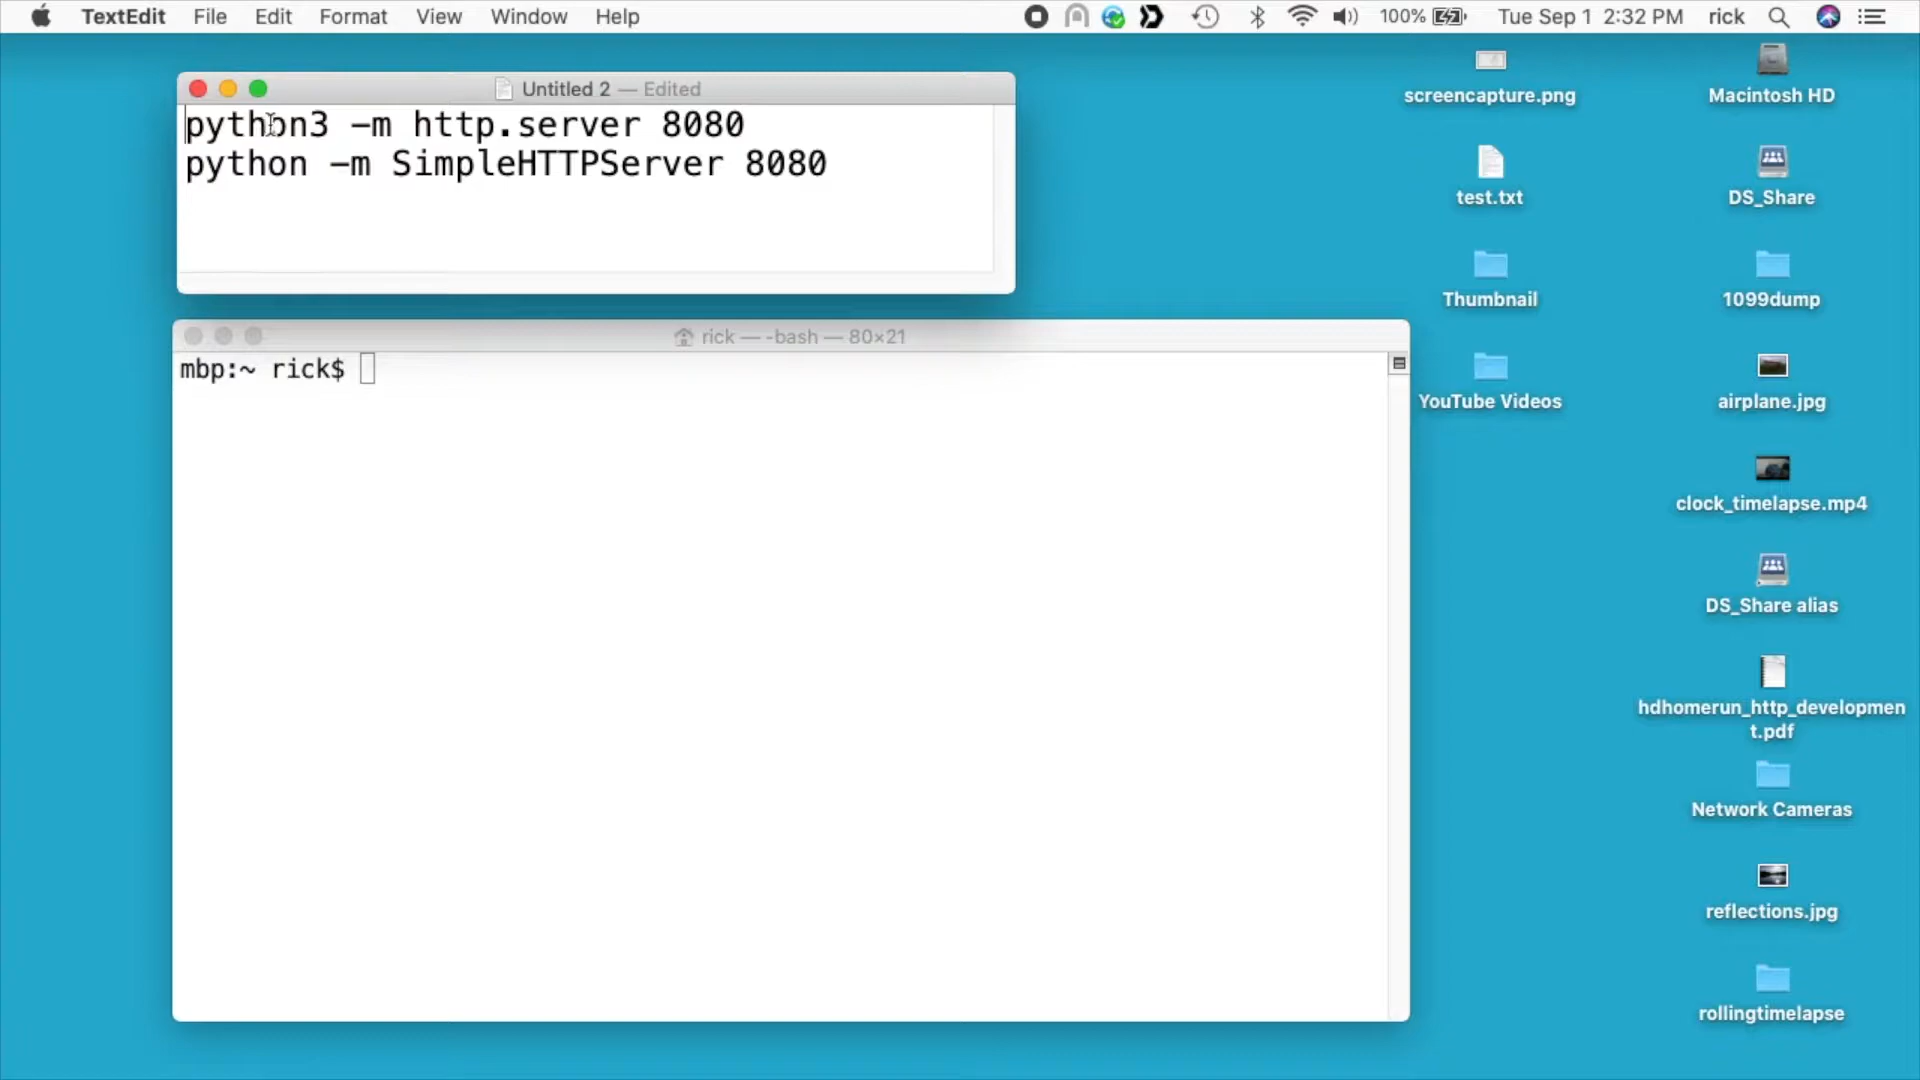 TextEdit File Edit Format View Window Help 100% Tue Sep 1 2:32 PM rick
Untitled 2 — Edited
python3 -m http.server 8080
python -m SimpleHTTPServer 8080
rick — -bash — 80×21
mbp:~ rick$
screencapture.png
Macintosh HD
test.txt
DS_Share
Thumbnail
1099dump
YouTube Videos
airplane.jpg
clock_timelapse.mp4
DS_Share alias
hdhomerun_http_developmen
t.pdf
Network Cameras
reflections.jpg
rollingtimelapse